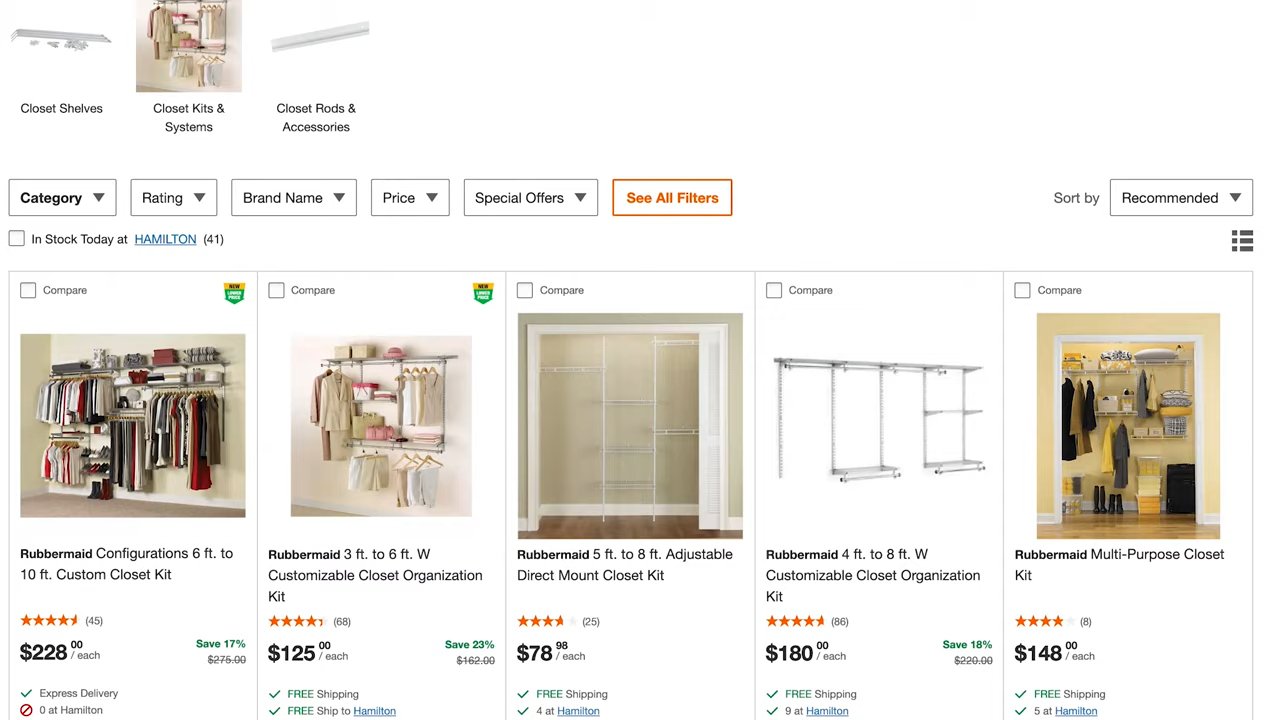 Closet Shelves
Closet Kits &
Systems
Closet Rods &
Accessories
Category
Rating
Brand Name
Price
Special Offers
See All Filters
Sort by
Recommended
In Stock Today at HAMILTON (41)
Compare
NEW
LOWER
PRICE
Rubbermaid Configurations 6 ft. to
10 ft. Custom Closet Kit
(45)
$228 00 / each
Save 17%
$275.00
Express Delivery
0 at Hamilton
Compare
NEW
LOWER
PRICE
Rubbermaid 3 ft. to 6 ft. W
Customizable Closet Organization
Kit
(68)
$125 00 / each
Save 23%
$162.00
FREE Shipping
FREE Ship to Hamilton
Compare
Rubbermaid 5 ft. to 8 ft. Adjustable
Direct Mount Closet Kit
(25)
$78 98 / each
FREE Shipping
4 at Hamilton
Compare
Rubbermaid 4 ft. to 8 ft. W
Customizable Closet Organization
Kit
(86)
$180 00 / each
Save 18%
$220.00
FREE Shipping
9 at Hamilton
Compare
Rubbermaid Multi-Purpose Closet
Kit
(8)
$148 00 / each
FREE Shipping
5 at Hamilton